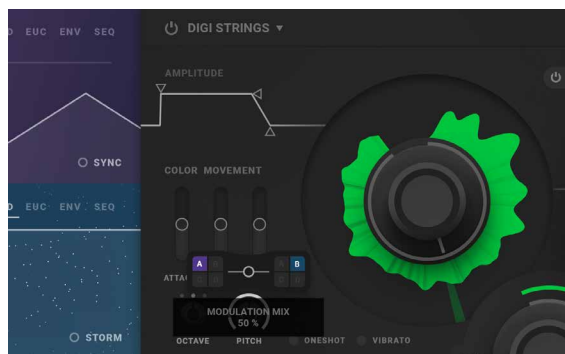 EUC ENV SEQ
DIGI STRINGS
AMPLITUDE
SYNC
COLOR MOVEMENT
EUC ENV SEQ
A
B
MODULATION MIX
50 %
STORM
OCTAVE PITCH ONESHOT VIBRATO